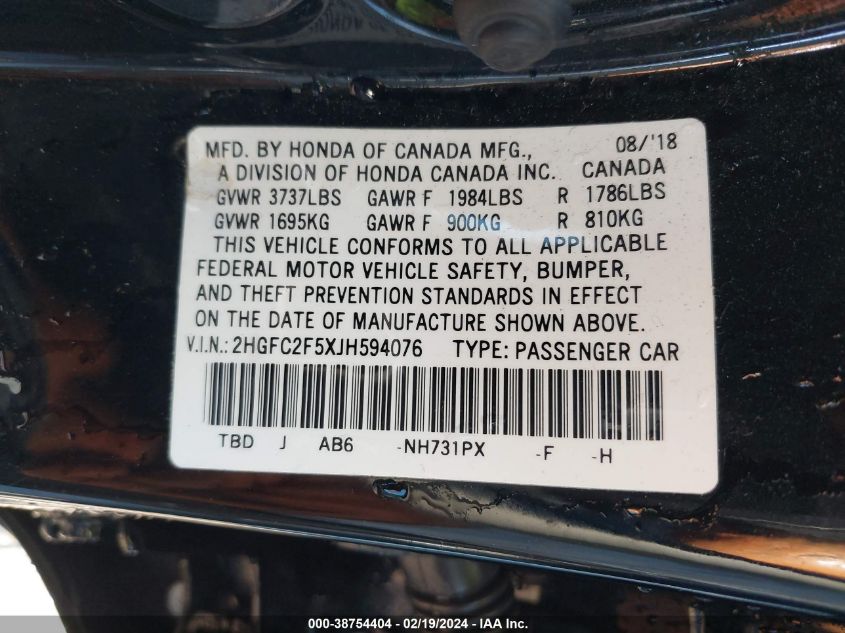 MFD. BY HONDA OF CANADA MFG., 08/'18
A DIVISION OF HONDA CANADA INC. CANADA
GVWR 3737LBS GAWR F 1984LBS R 1786LBS
GVWR 1695KG GAWR F 900KG R 810KG
THIS VEHICLE CONFORMS TO ALL APPLICABLE
FEDERAL MOTOR VEHICLE SAFETY, BUMPER,
AND THEFT PREVENTION STANDARDS IN EFFECT
ON THE DATE OF MANUFACTURE SHOWN ABOVE.
V.I.N.: 2HGFC2F5XJH594076 TYPE: PASSENGER CAR
TBD J AB6 -NH731PX -F -H
000-38754404 - 02/19/2024 - IAA Inc.